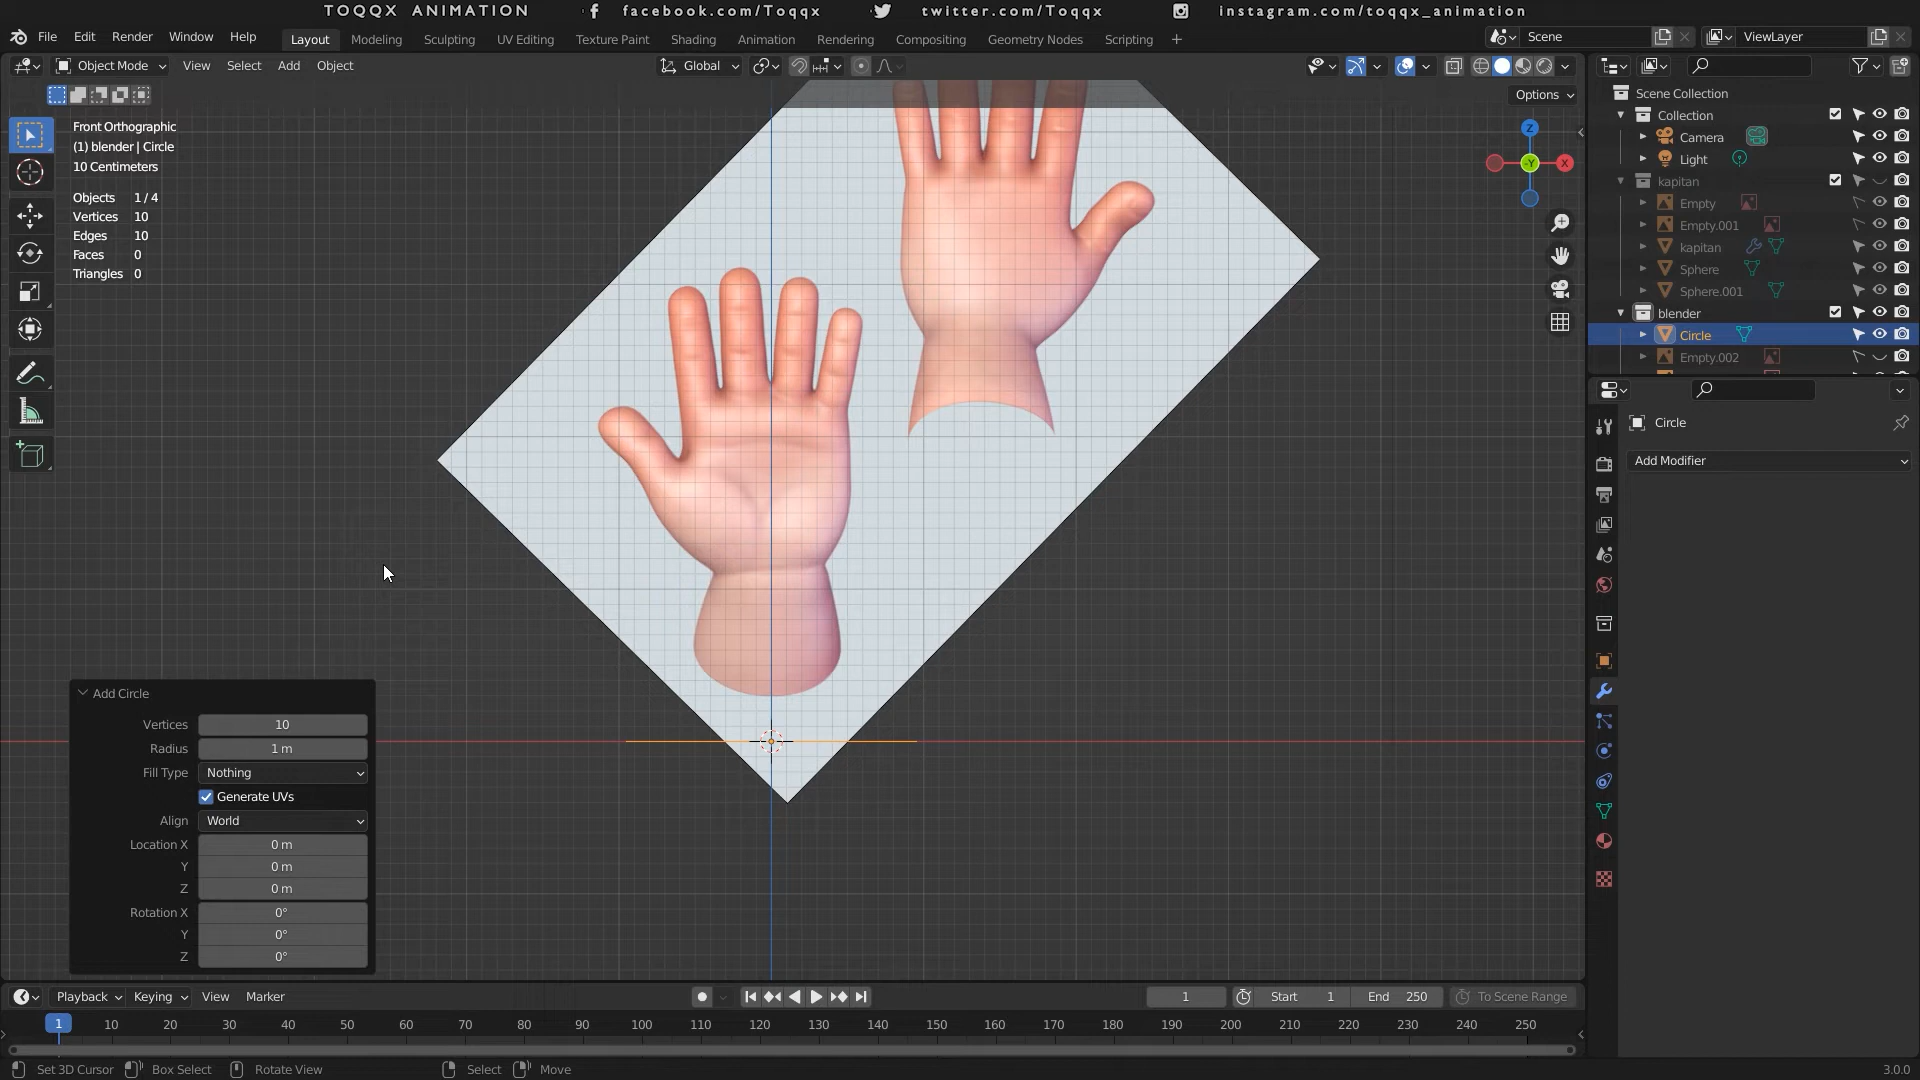 TOQQX ANIMATION facebook.com/Toqqx twitter.com/Toqqx instagram.com/toqqx_animation
File Edit Render Window Help Layout Modeling Sculpting UV Editing Texture Paint Shading Animation Rendering Compositing Geometry Nodes Scripting + Scene ViewLayer
Object Mode View Select Add Object Global
Options
Front Orthographic
(1) blender | Circle
10 Centimeters
Objects 1/4
Vertices 10
Edges 10
Faces 0
Triangles 0
Z
-Y
X
Scene Collection
Collection
Camera
Light
kapitan
Empty
Empty.001
kapitan
Sphere
Sphere.001
blender
Circle
Empty.002
Circle
Add Modifier
Add Circle
Vertices 10
Radius 1 m
Fill Type Nothing
Generate UVs
Align World
Location X 0 m
Y 0 m
Z 0 m
Rotation X 0°
Y 0°
Z 0°
Playback Keying View Marker 1 Start 1 End 250 To Scene Range
1 10 20 30 40 50 60 70 80 90 100 110 120 130 140 150 160 170 180 190 200 210 220 230 240 250
Set 3D Cursor Box Select Rotate View Select Move 3.0.0